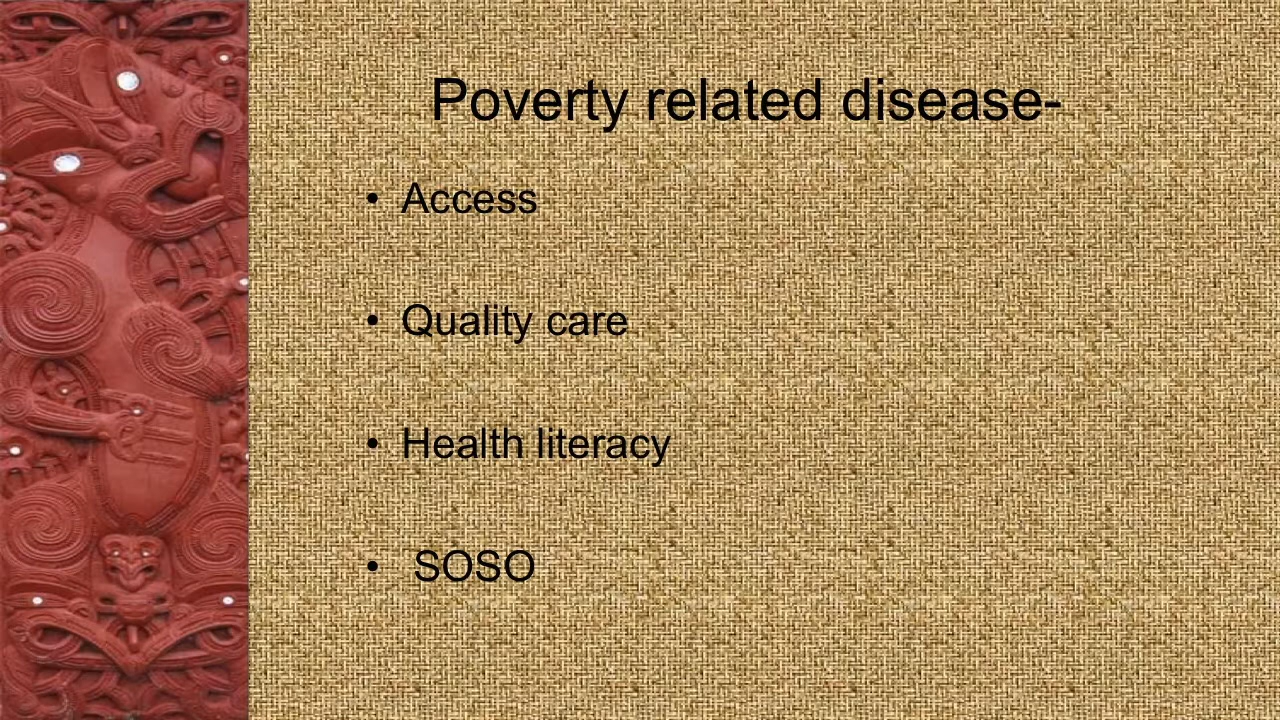 Poverty related disease-
• Access
• Quality care
• Health literacy
• SOSO